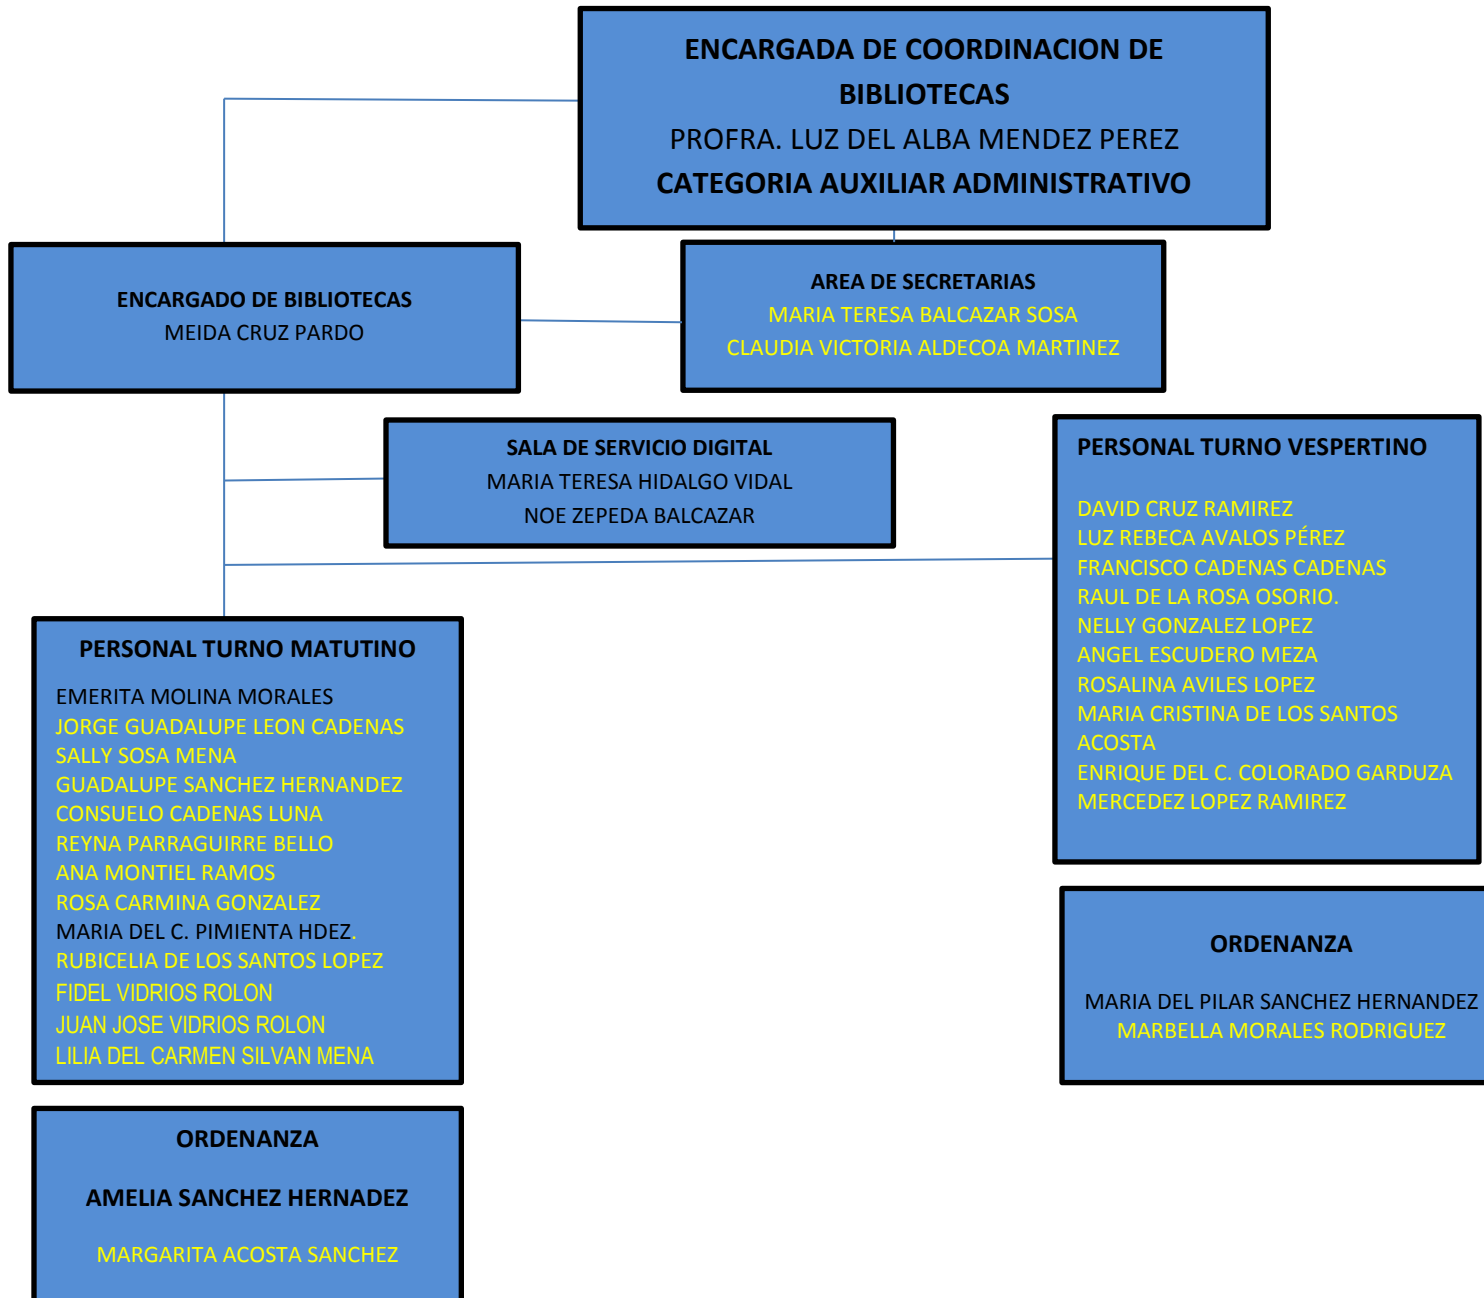 ENCARGADA DE COORDINACION DE
BIBLIOTECAS
PROFRA. LUZ DEL ALBA MENDEZ PEREZ
CATEGORIA AUXILIAR ADMINISTRATIVO
ENCARGADO DE BIBLIOTECAS
MEIDA CRUZ PARDO
AREA DE SECRETARIAS
MARIA TERESA BALCAZAR SOSA
CLAUDIA VICTORIA ALDECOA MARTINEZ
SALA DE SERVICIO DIGITAL
MARIA TERESA HIDALGO VIDAL
NOE ZEPEDA BALCAZAR
PERSONAL TURNO VESPERTINO
DAVID CRUZ RAMIREZ
LUZ REBECA AVALOS PÉREZ
FRANCISCO CADENAS CADENAS
RAUL DE LA ROSA OSORIO.
NELLY GONZALEZ LOPEZ
ANGEL ESCUDERO MEZA
ROSALINA AVILES LOPEZ
MARIA CRISTINA DE LOS SANTOS
ACOSTA
ENRIQUE DEL C. COLORADO GARDUZA
MERCEDEZ LOPEZ RAMIREZ
PERSONAL TURNO MATUTINO
EMERITA MOLINA MORALES
JORGE GUADALUPE LEON CADENAS
SALLY SOSA MENA
GUADALUPE SANCHEZ HERNANDEZ
CONSUELO CADENAS LUNA
REYNA PARRAGUIRRE BELLO
ANA MONTIEL RAMOS
ROSA CARMINA GONZALEZ
MARIA DEL C. PIMIENTA HDEZ.
RUBICELIA DE LOS SANTOS LOPEZ
FIDEL VIDRIOS ROLON
JUAN JOSE VIDRIOS ROLON
LILIA DEL CARMEN SILVAN MENA
ORDENANZA
MARIA DEL PILAR SANCHEZ HERNANDEZ
MARBELLA MORALES RODRIGUEZ
ORDENANZA
AMELIA SANCHEZ HERNADEZ
MARGARITA ACOSTA SANCHEZ